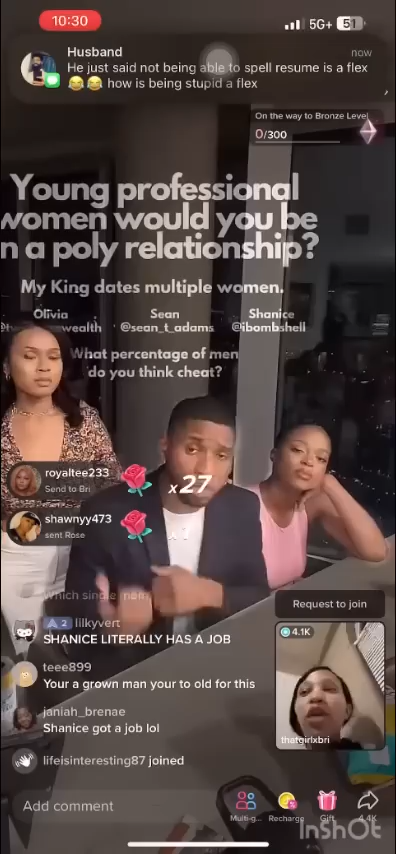 10:30
5G+ 51
Husband
now
He just said not being able to spell resume is a flex
😂😂 how is being stupid a flex
On the way to Bronze Level
0/300
Young professional
women would you be
n a poly relationship?
My King dates multiple women.
Olivia Sean Shanice
wealth · @sean_t_adams @ibombshell
What percentage of men
do you think cheat?
royaltee233
Send to Bri
x27
shawnyy473
sent Rose
x1
Which single mom
Request to join
2 lilkyvert
SHANICE LITERALLY HAS A JOB
4.1K
teee899
Your a grown man your to old for this
janiah_brenae
Shanice got a job lol
thatgirlxbri
lifeisinteresting87 joined
Add comment
Multi-g...
Recharge
Gift
4.4K
InShOt